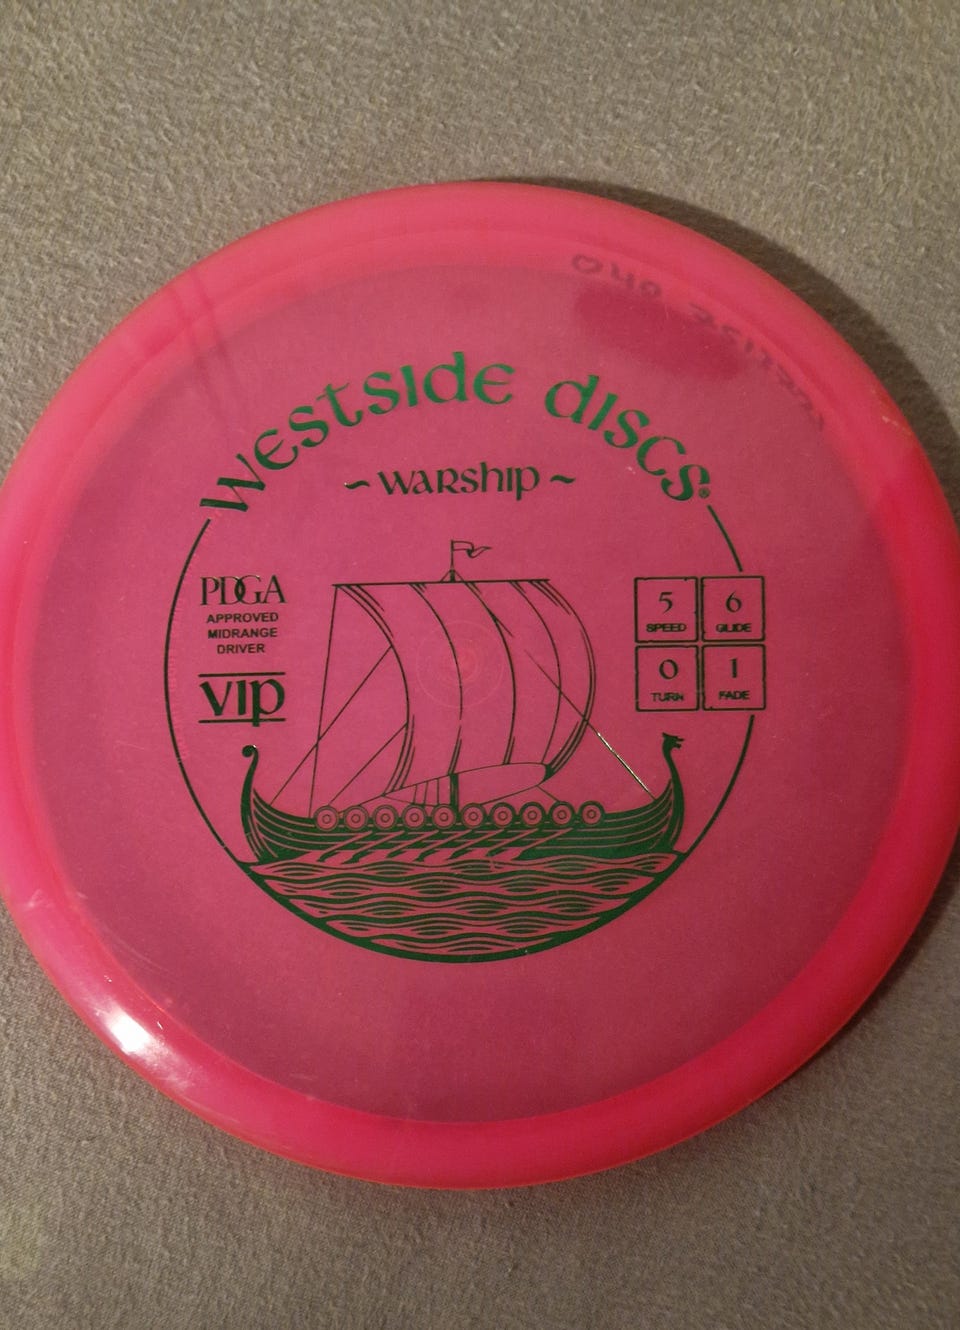 westside discs®
~ warship ~
PDGA
APPROVED
MIDRANGE
DRIVER
VIP
5
SPEED
6
GLIDE
0
TURN
1
FADE